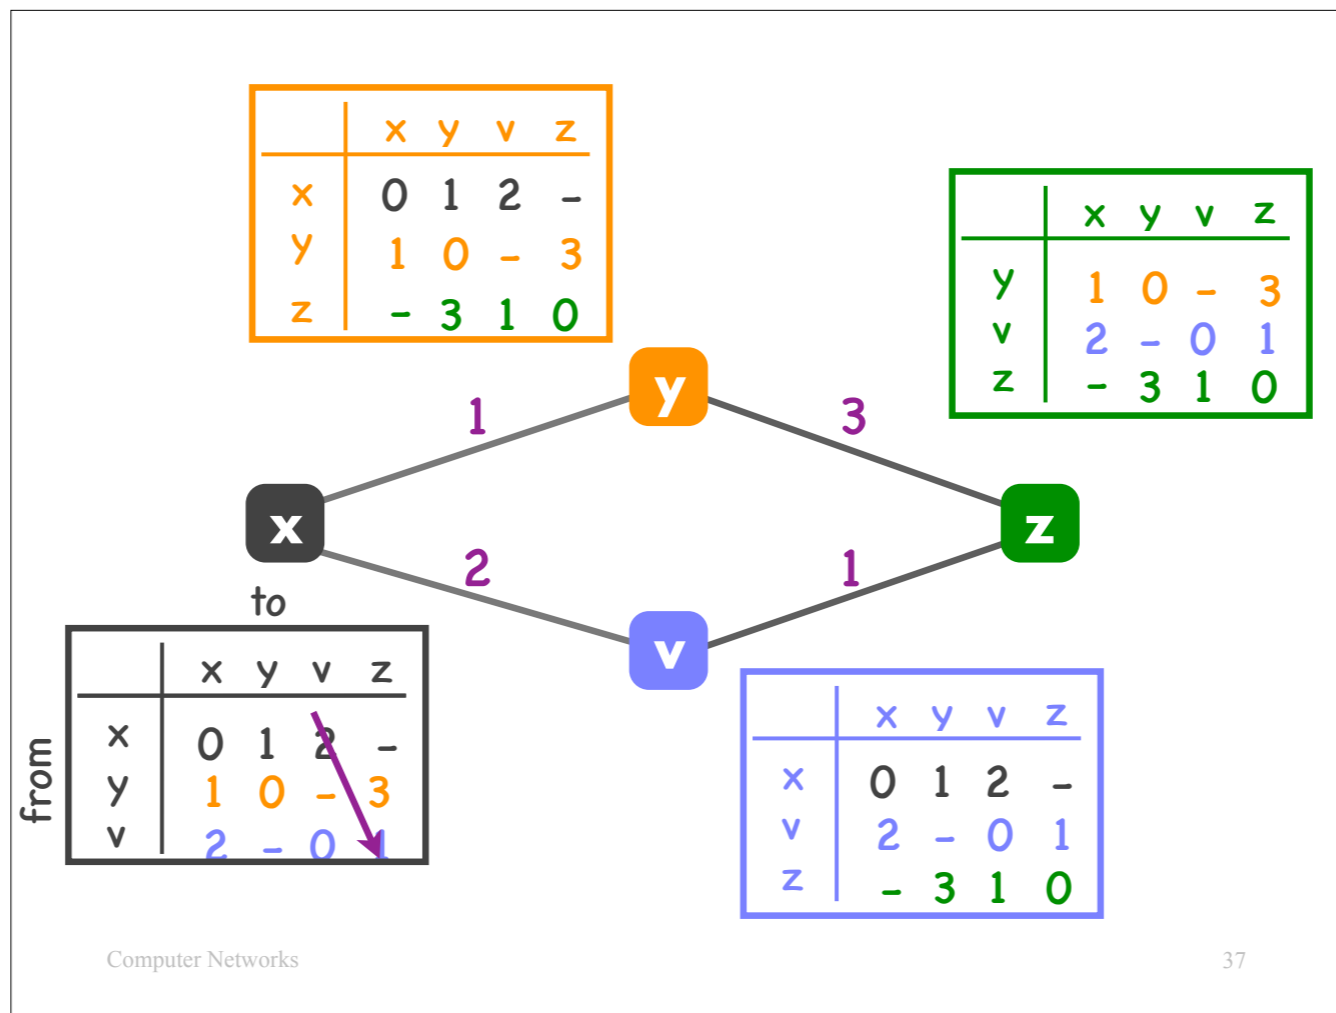 x y v z
x 0 1 2 -
y 1 0 - 3
z - 3 1 0
x y v z
y 1 0 - 3
v 2 - 0 1
z - 3 1 0
y
1
3
x
z
2
1
v
to
from
x y v z
x 0 1 2 -
y 1 0 - 3
v 2 - 0 1
x y v z
x 0 1 2 -
v 2 - 0 1
z - 3 1 0
Computer Networks
37